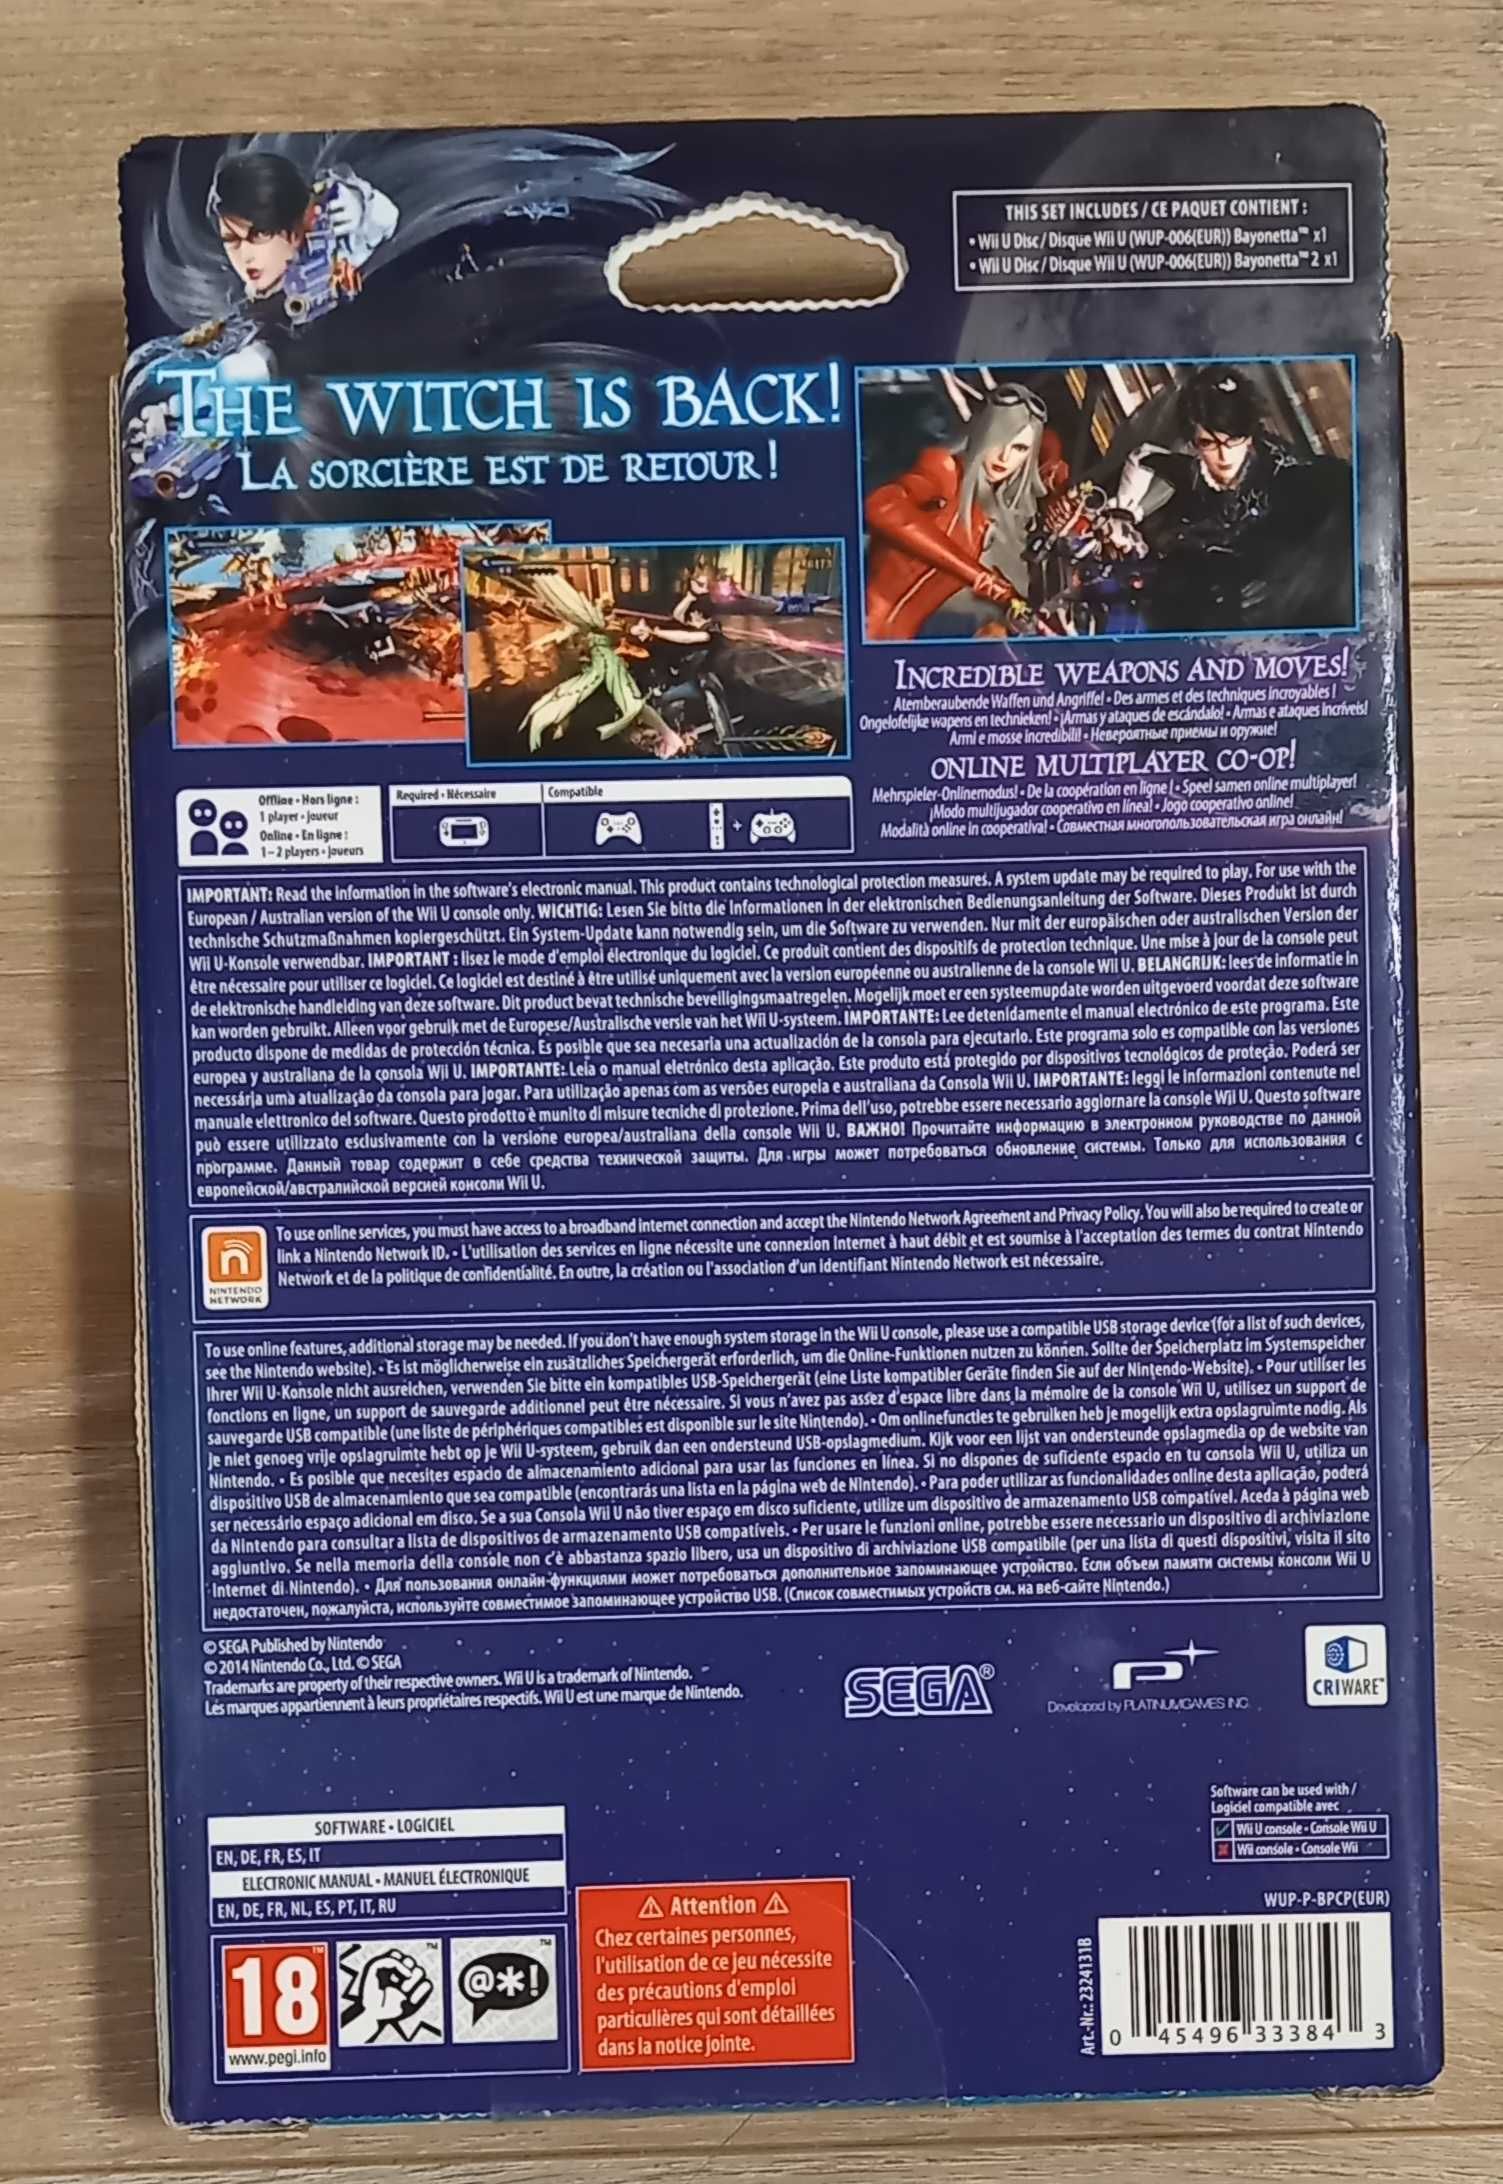 THIS SET INCLUDES / CE PAQUET CONTIENT :
• Wii U Disc / Disque Wii U (WUP-006(EUR)) Bayonetta™ x1
• Wii U Disc / Disque Wii U (WUP-006(EUR)) Bayonetta™ 2 x1
THE WITCH IS BACK!
LA SORCIÈRE EST DE RETOUR !
INCREDIBLE WEAPONS AND MOVES!
Atemberaubende Waffen und Angriffe! • Des armes et des techniques incroyables !
Ongelofelijke wapens en technieken! • ¡Armas y ataques de escándalo! • Armas e ataques incríveis!
Armi e mosse incredibili! • Невероятные приемы и оружие!
ONLINE MULTIPLAYER CO-OP!
Mehrspieler-Onlinemodus! • De la coopération en ligne ! • Speel samen online multiplayer!
¡Modo multijugador cooperativo en línea! • Jogo cooperativo online!
Modalità online in cooperativa! • Совместная многопользовательская игра онлайн!
Offline • Hors ligne :
1 player • joueur
Online • En ligne :
1–2 players • joueurs
Required • Nécessaire
Compatible
IMPORTANT: Read the information in the software's electronic manual. This product contains technological protection measures. A system update may be required to play. For use with the
European / Australian version of the Wii U console only. WICHTIG: Lesen Sie bitte die Informationen in der elektronischen Bedienungsanleitung der Software. Dieses Produkt ist durch
technische Schutzmaßnahmen kopiergeschützt. Ein System-Update kann notwendig sein, um die Software zu verwenden. Nur mit der europäischen oder australischen Version der
Wii U-Konsole verwendbar. IMPORTANT : lisez le mode d'emploi électronique du logiciel. Ce produit contient des dispositifs de protection technique. Une mise à jour de la console peut
être nécessaire pour utiliser ce logiciel. Ce logiciel est destiné à être utilisé uniquement avec la version européenne ou australienne de la console Wii U. BELANGRIJK: lees de informatie in
de elektronische handleiding van deze software. Dit product bevat technische beveiligingsmaatregelen. Mogelijk moet er een systeemupdate worden uitgevoerd voordat deze software
kan worden gebruikt. Alleen voor gebruik met de Europese/Australische versie van het Wii U-systeem. IMPORTANTE: Lee detenidamente el manual electrónico de este programa. Este
producto dispone de medidas de protección técnica. Es posible que sea necesaria una actualización de la consola para ejecutarlo. Este programa solo es compatible con las versiones
europea y australiana de la consola Wii U. IMPORTANTE: Leia o manual eletrónico desta aplicação. Este produto está protegido por dispositivos tecnológicos de proteção. Poderá ser
necessária uma atualização da consola para jogar. Para utilização apenas com as versões europeia e australiana da Consola Wii U. IMPORTANTE: leggi le informazioni contenute nel
manuale elettronico del software. Questo prodotto è munito di misure tecniche di protezione. Prima dell'uso, potrebbe essere necessario aggiornare la console Wii U. Questo software
può essere utilizzato esclusivamente con la versione europea/australiana della console Wii U. ВАЖНО! Прочитайте информацию в электронном руководстве по данной
программе. Данный товар содержит в себе средства технической защиты. Для игры может потребоваться обновление системы. Только для использования с
европейской/австралийской версией консоли Wii U.
NINTENDO
NETWORK
To use online services, you must have access to a broadband internet connection and accept the Nintendo Network Agreement and Privacy Policy. You will also be required to create or
link a Nintendo Network ID. • L'utilisation des services en ligne nécessite une connexion Internet à haut débit et est soumise à l'acceptation des termes du contrat Nintendo
Network et de la politique de confidentialité. En outre, la création ou l'association d'un identifiant Nintendo Network est nécessaire.
To use online features, additional storage may be needed. If you don't have enough system storage in the Wii U console, please use a compatible USB storage device (for a list of such devices,
see the Nintendo website). • Es ist möglicherweise ein zusätzliches Speichergerät erforderlich, um die Online-Funktionen nutzen zu können. Sollte der Speicherplatz im Systemspeicher
Ihrer Wii U-Konsole nicht ausreichen, verwenden Sie bitte ein kompatibles USB-Speichergerät (eine Liste kompatibler Geräte finden Sie auf der Nintendo-Website). • Pour utiliser les
fonctions en ligne, un support de sauvegarde additionnel peut être nécessaire. Si vous n'avez pas assez d'espace libre dans la mémoire de la console Wii U, utilisez un support de
sauvegarde USB compatible (une liste de périphériques compatibles est disponible sur le site Nintendo). • Om onlinefuncties te gebruiken heb je mogelijk extra opslagruimte nodig. Als
je niet genoeg vrije opslagruimte hebt op je Wii U-systeem, gebruik dan een ondersteund USB-opslagmedium. Kijk voor een lijst van ondersteunde opslagmedia op de website van
Nintendo. • Es posible que necesites espacio de almacenamiento adicional para usar las funciones en línea. Si no dispones de suficiente espacio en tu consola Wii U, utiliza un
dispositivo USB de almacenamiento que sea compatible (encontrarás una lista en la página web de Nintendo). • Para poder utilizar as funcionalidades online desta aplicação, poderá
ser necessário espaço adicional em disco. Se a sua Consola Wii U não tiver espaço em disco suficiente, utilize um dispositivo de armazenamento USB compatível. Aceda à página web
da Nintendo para consultar a lista de dispositivos de armazenamento USB compatíveis. • Per usare le funzioni online, potrebbe essere necessario un dispositivo di archiviazione
aggiuntivo. Se nella memoria della console non c'è abbastanza spazio libero, usa un dispositivo di archiviazione USB compatibile (per una lista di questi dispositivi, visita il sito
Internet di Nintendo). • Для пользования онлайн-функциями может потребоваться дополнительное запоминающее устройство. Если объем памяти системы консоли Wii U
недостаточен, пожалуйста, используйте совместимое запоминающее устройство USB. (Список совместимых устройств см. на веб-сайте Nintendo.)
© SEGA Published by Nintendo
© 2014 Nintendo Co., Ltd. © SEGA
Trademarks are property of their respective owners. Wii U is a trademark of Nintendo.
Les marques appartiennent à leurs propriétaires respectifs. Wii U est une marque de Nintendo.
SEGA®
Developed by PLATINUMGAMES INC.
CRIWARE™
Software can be used with /
Logiciel compatible avec
Wii U console • Console Wii U
Wii console • Console Wii
SOFTWARE • LOGICIEL
EN, DE, FR, ES, IT
ELECTRONIC MANUAL • MANUEL ÉLECTRONIQUE
EN, DE, FR, NL, ES, PT, IT, RU
18
www.pegi.info
@*!
⚠ Attention ⚠
Chez certaines personnes,
l'utilisation de ce jeu nécessite
des précautions d'emploi
particulières qui sont détaillées
dans la notice jointe.
WUP-P-BPCP(EUR)
Art.-Nr.: 2324131B
0 45496 33384 3